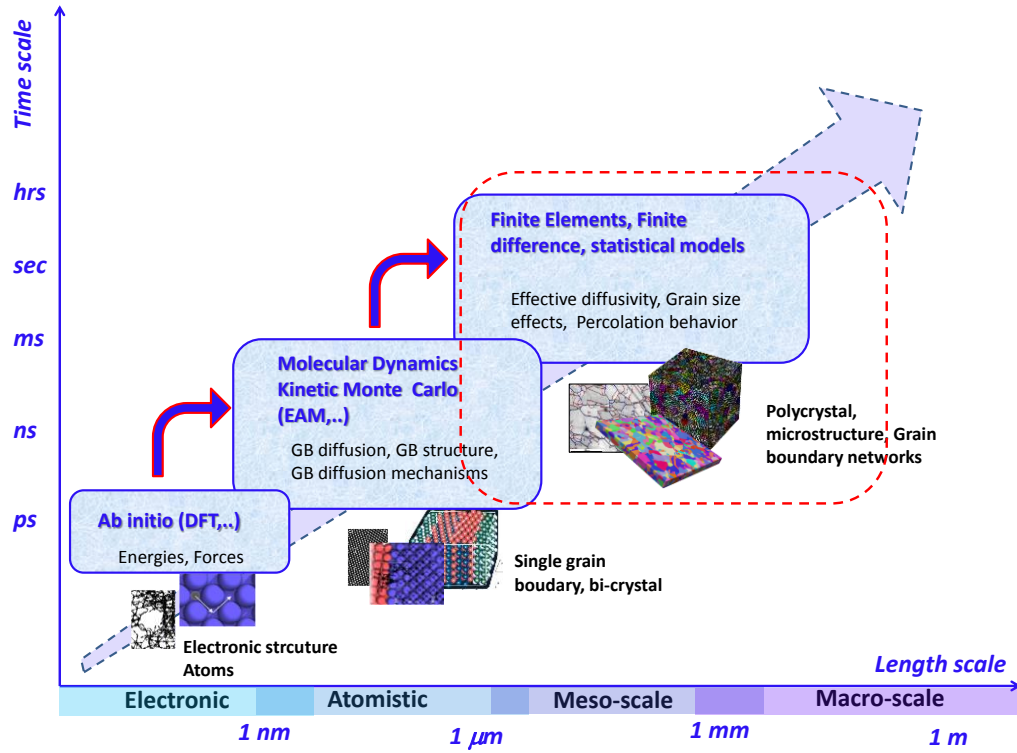 Time scale
hrs
sec
ms
ns
ps
Finite Elements, Finite
difference, statistical models
Effective diffusivity, Grain size
effects, Percolation behavior
Molecular Dynamics
Kinetic Monte Carlo
(EAM,..)
GB diffusion, GB structure,
GB diffusion mechanisms
Polycrystal,
microstructure, Grain
boundary networks
Ab initio (DFT,..)
Energies, Forces
Single grain
boudary, bi-crystal
Electronic strcuture
Atoms
Length scale
Electronic
Atomistic
Meso-scale
Macro-scale
1 nm
1 μm
1 mm
1 m